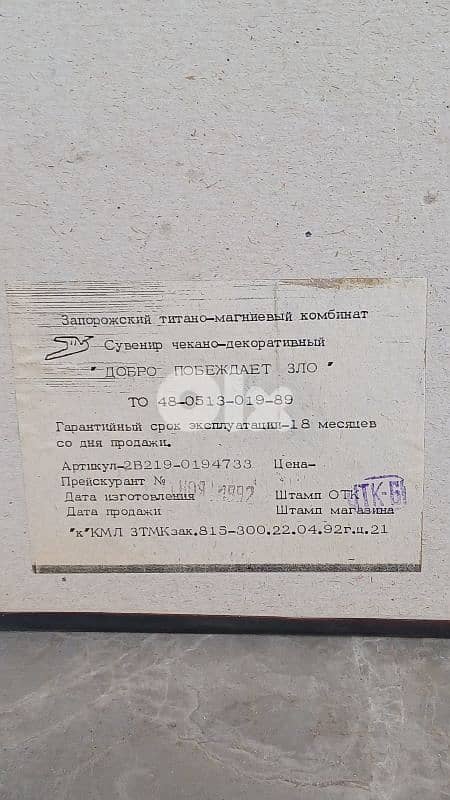 Запорожский титано-магниевый комбинат
Сувенир чекано-декоративный
"ДОБРО ПОБЕЖДАЕТ ЗЛО"
ТО 48-0513-019-89
Гарантийный срок эксплуатации-18 месяцев
со дня продажи.
Артикул-2В219-0194733 Цена-
Прейскурант №
Дата изготовления 1992 Штамп ОТК
Дата продажи Штамп магазина
"к"КМЛ ЗТМКзак.815-300.22.04.92г.ц.21
olx